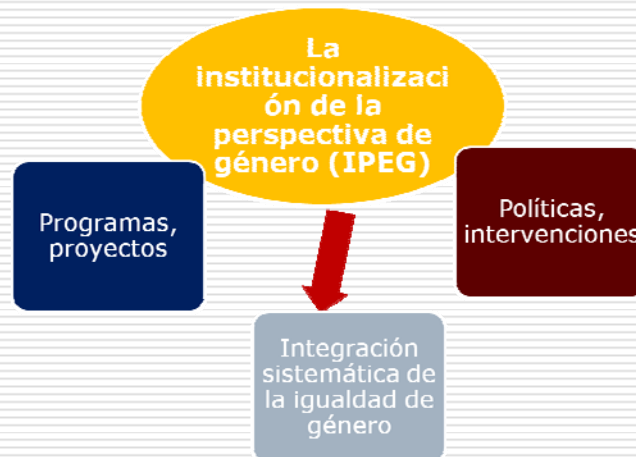 La
institucionalizaci
ón de la
perspectiva de
género (IPEG)
Programas,
proyectos
Políticas,
intervenciones
Integración
sistemática de
la igualdad de
género